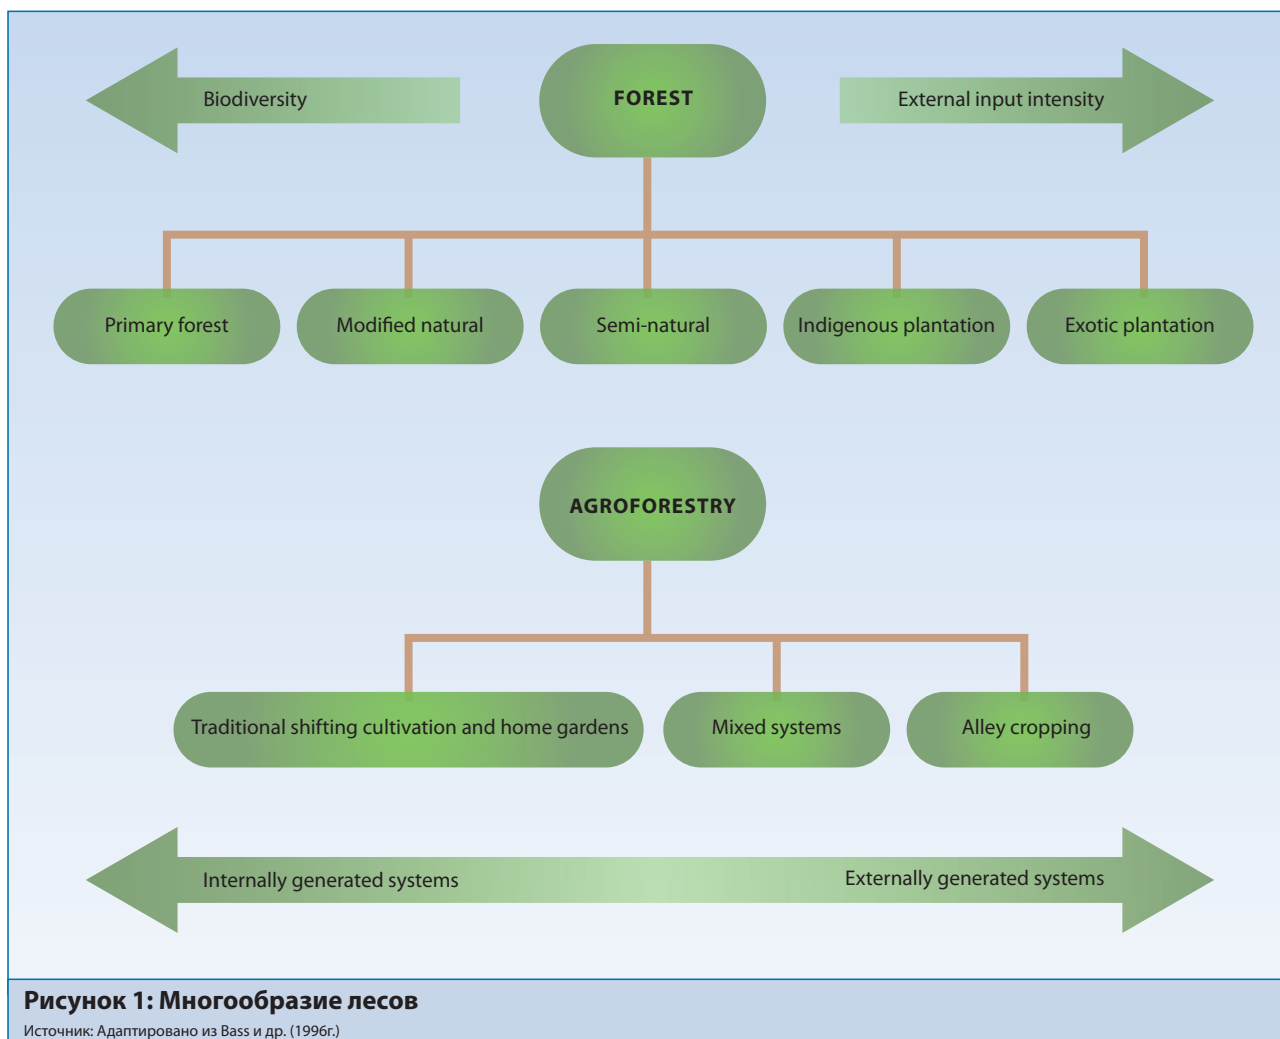 Biodiversity
FOREST
External input intensity
Primary forest
Modified natural
Semi-natural
Indigenous plantation
Exotic plantation
AGROFORESTRY
Traditional shifting cultivation and home gardens
Mixed systems
Alley cropping
Internally generated systems
Externally generated systems
Рисунок 1: Многообразие лесов
Источник: Адаптировано из Bass и др. (1996г.)